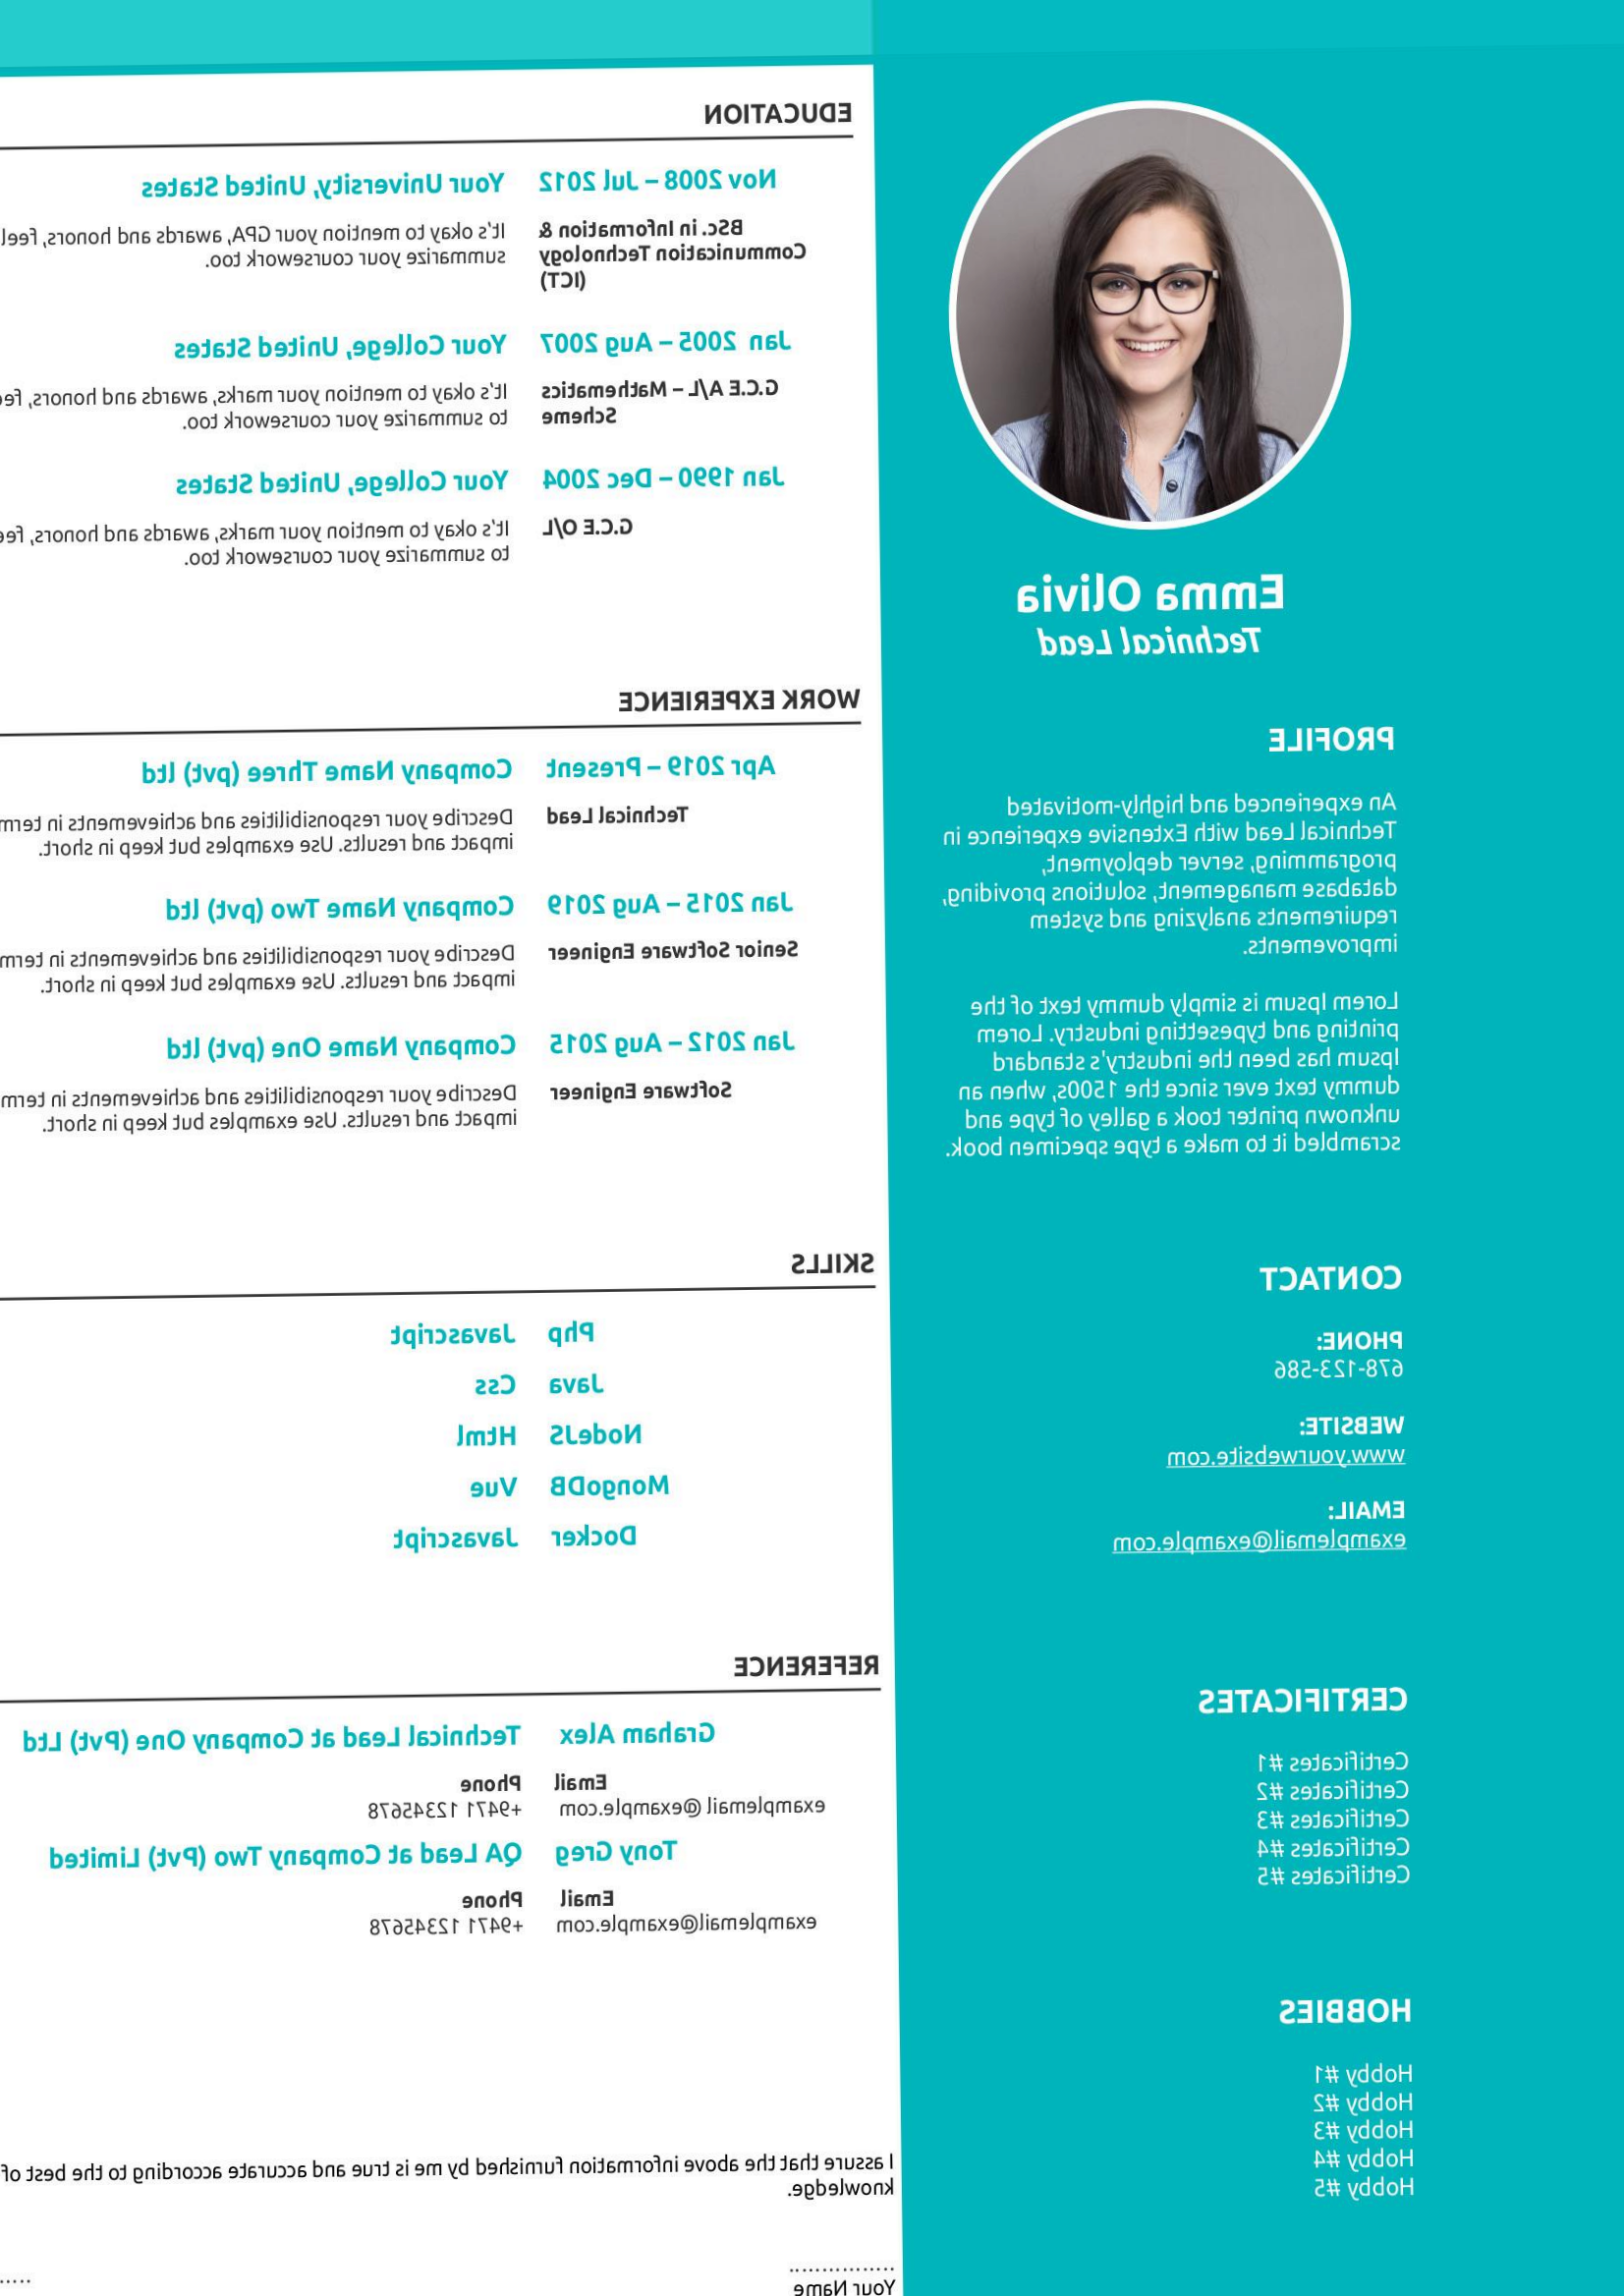 Emma Olivia
Technical Lead
PROFILE
An experienced and highly-motivated
Technical Lead with Extensive experience in
programming, server deployment,
database management, solutions providing,
requirements analyzing and system
improvements.
Lorem Ipsum is simply dummy text of the
printing and typesetting industry. Lorem
Ipsum has been the industry's standard
dummy text ever since the 1500s, when an
unknown printer took a galley of type and
scrambled it to make a type specimen book.
CONTACT
PHONE:
678-123-586
WEBSITE:
www.yourwebsite.com
EMAIL:
examplemail@example.com
CERTIFICATES
Certificates #1
Certificates #2
Certificates #3
Certificates #4
Certificates #5
HOBBIES
Hobby #1
Hobby #2
Hobby #3
Hobby #4
Hobby #5
EDUCATION
Nov 2008 – Jul 2012 Your University, United States
BSc. in Information &
Communication Technology
(ICT)
It's okay to mention your GPA, awards and honors, feel
summarize your coursework too.
Jan 2005 – Aug 2007 Your College, United States
G.C.E A/L – Mathematics
Scheme
It's okay to mention your marks, awards and honors,
to summarize your coursework too.
Jan 1990 – Dec 2004 Your College, United States
G.C.E O/L
It's okay to mention your marks, awards and honors,
to summarize your coursework too.
WORK EXPERIENCE
Apr 2019 – Present Company Name Three (pvt) ltd
Technical Lead
Describe your responsibilities and achievements in
impact and results. Use examples but keep in short.
Jan 2015 – Aug 2019 Company Name Two (pvt) ltd
Senior Software Engineer
Describe your responsibilities and achievements in
impact and results. Use examples but keep in short.
Jan 2012 – Aug 2015 Company Name One (pvt) ltd
Software Engineer
Describe your responsibilities and achievements in
impact and results. Use examples but keep in short.
SKILLS
Php Javascript
Java Css
NodeJS Html
MongoDB Vue
Docker Javascript
REFERENCE
Graham Alex Technical Lead at Company One (Pvt) Ltd
Email Phone
examplemail @example.com +9471 12345678
Tony Greg QA Lead at Company Two (Pvt) Limited
Email Phone
examplemail@example.com +9471 12345678
I assure that the above information furnished by me is true and accurate according to the best of
knowledge.
................ .....
Your Name